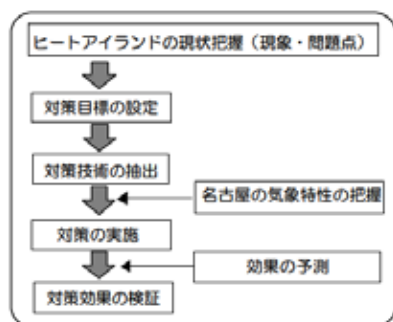 ヒートアイランドの現状把握（現象・問題点）
対策目標の設定
対策技術の抽出
名古屋の気象特性の把握
対策の実施
効果の予測
対策効果の検証